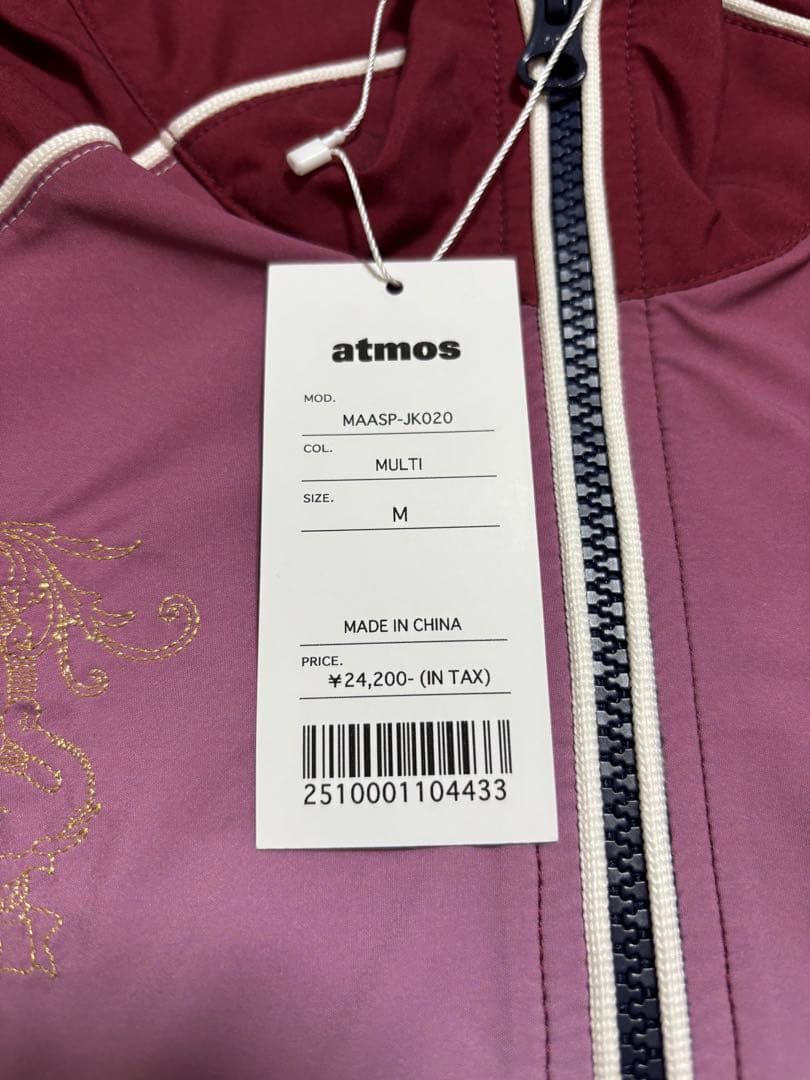 atmos
MOD.
MAASP-JK020
COL.
MULTI
SIZE.
M
MADE IN CHINA
PRICE.
¥24,200- (IN TAX)
2510001104433